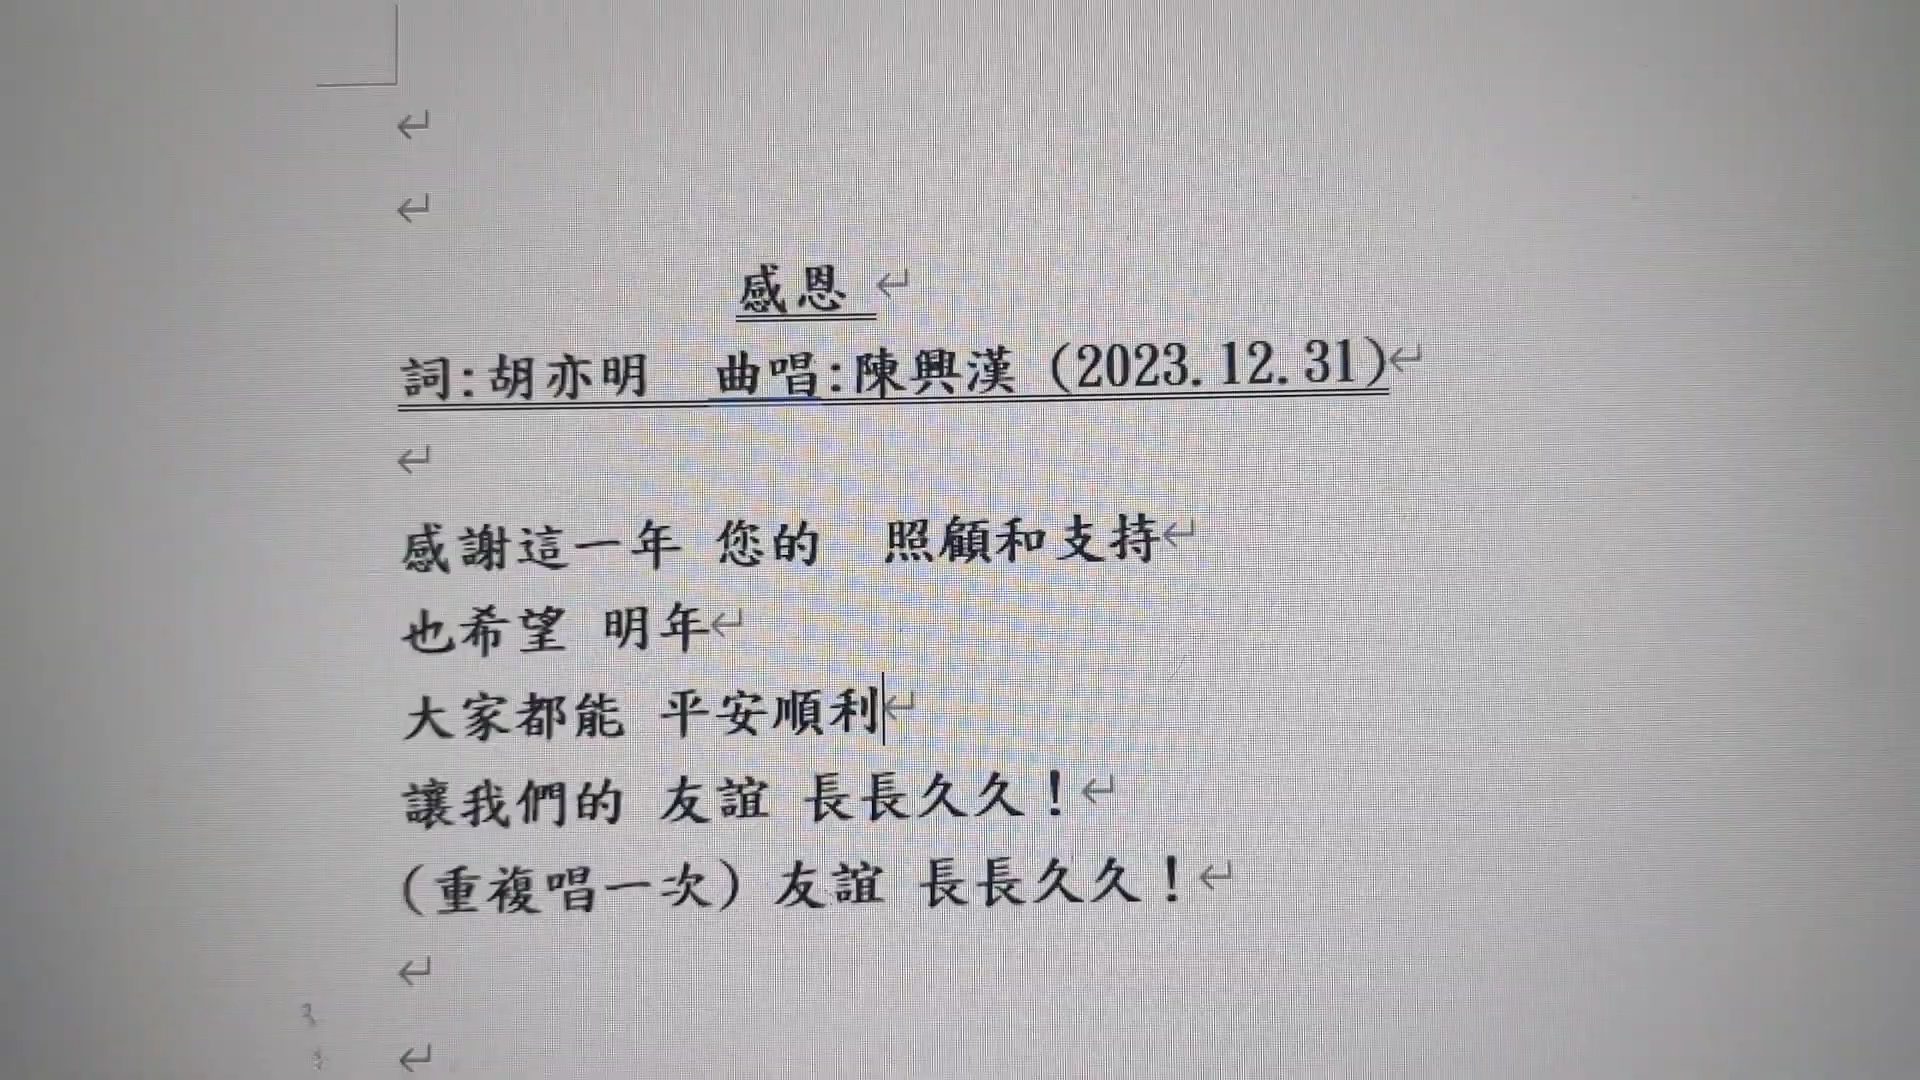 感恩
詞:胡亦明　曲唱:陳興漢 (2023.12.31)
感謝這一年 您的　照顧和支持
也希望 明年
大家都能 平安順利
讓我們的 友誼 長長久久！
(重複唱一次) 友誼 長長久久！